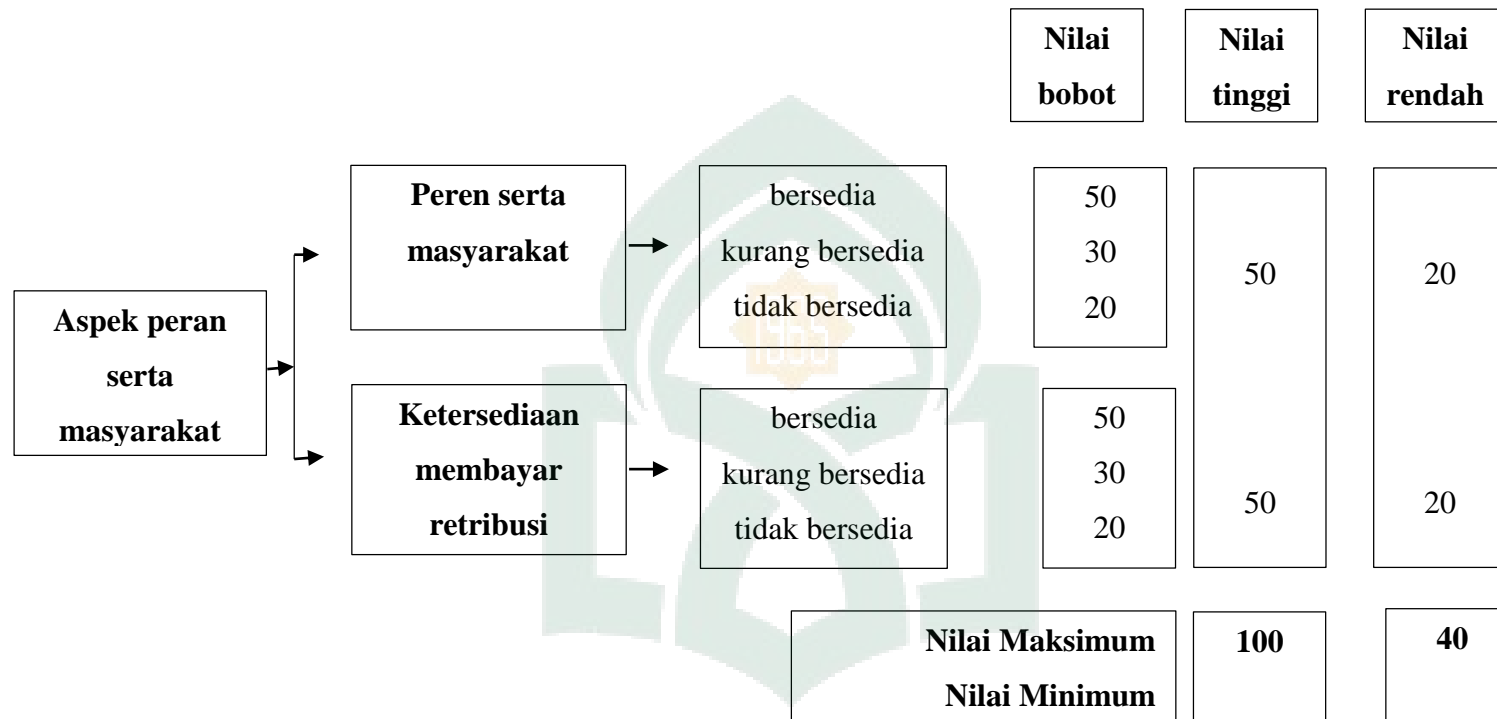 Nilai
bobot
Nilai
tinggi
Nilai
rendah
Aspek peran
serta
masyarakat
Peren serta
masyarakat
bersedia
kurang bersedia
tidak bersedia
50
30
20
50
20
Ketersediaan
membayar
retribusi
bersedia
kurang bersedia
tidak bersedia
50
30
20
50
20
Nilai Maksimum
Nilai Minimum
100
40
1965